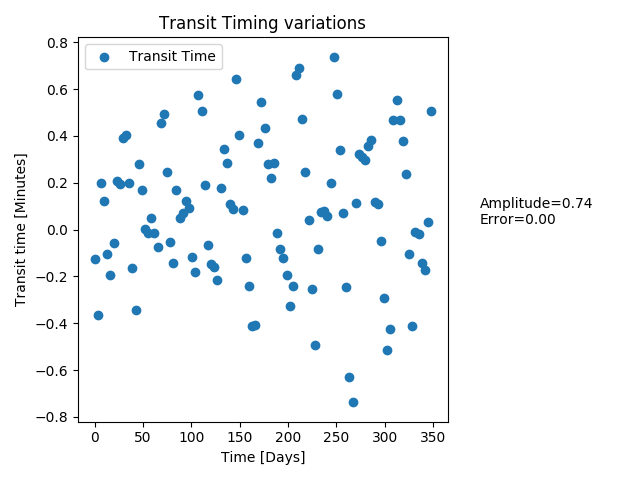 Transit Timing variations
Transit Time
0.8
0.6
0.4
0.2
0.0
−0.2
−0.4
−0.6
−0.8
Transit time [Minutes]
0 50 100 150 200 250 300 350
Time [Days]
Amplitude=0.74
Error=0.00